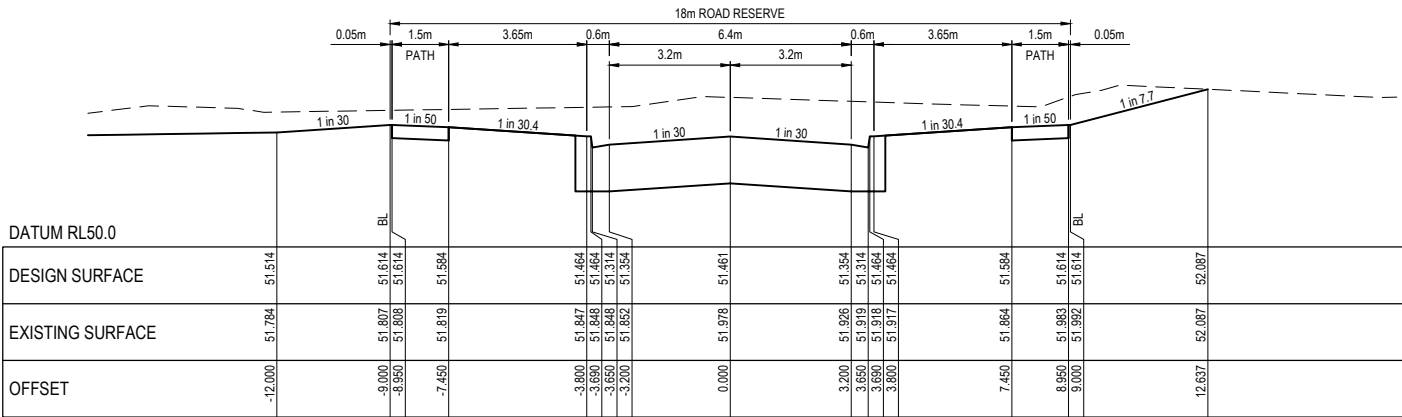 18m ROAD RESERVE
0.05m 1.5m 3.65m 0.6m 6.4m 0.6m 3.65m 1.5m 0.05m
PATH PATH
3.2m 3.2m
1 in 7.7
1 in 30 1 in 50 1 in 30.4 1 in 30 1 in 30 1 in 30.4 1 in 50
BL BL
DATUM RL50.0
DESIGN SURFACE 51.514 51.614 51.614 51.584 51.464 51.464 51.314 51.354 51.461 51.354 51.314 51.464 51.464 51.584 51.614 51.614 52.087
EXISTING SURFACE 51.784 51.807 51.808 51.819 51.847 51.848 51.848 51.852 51.978 51.926 51.919 51.918 51.917 51.864 51.983 51.992 52.087
OFFSET -12.000 -9.000 -8.950 -7.450 -3.800 -3.690 -3.650 -3.200 0.000 3.200 3.650 3.690 3.800 7.450 8.950 9.000 12.637